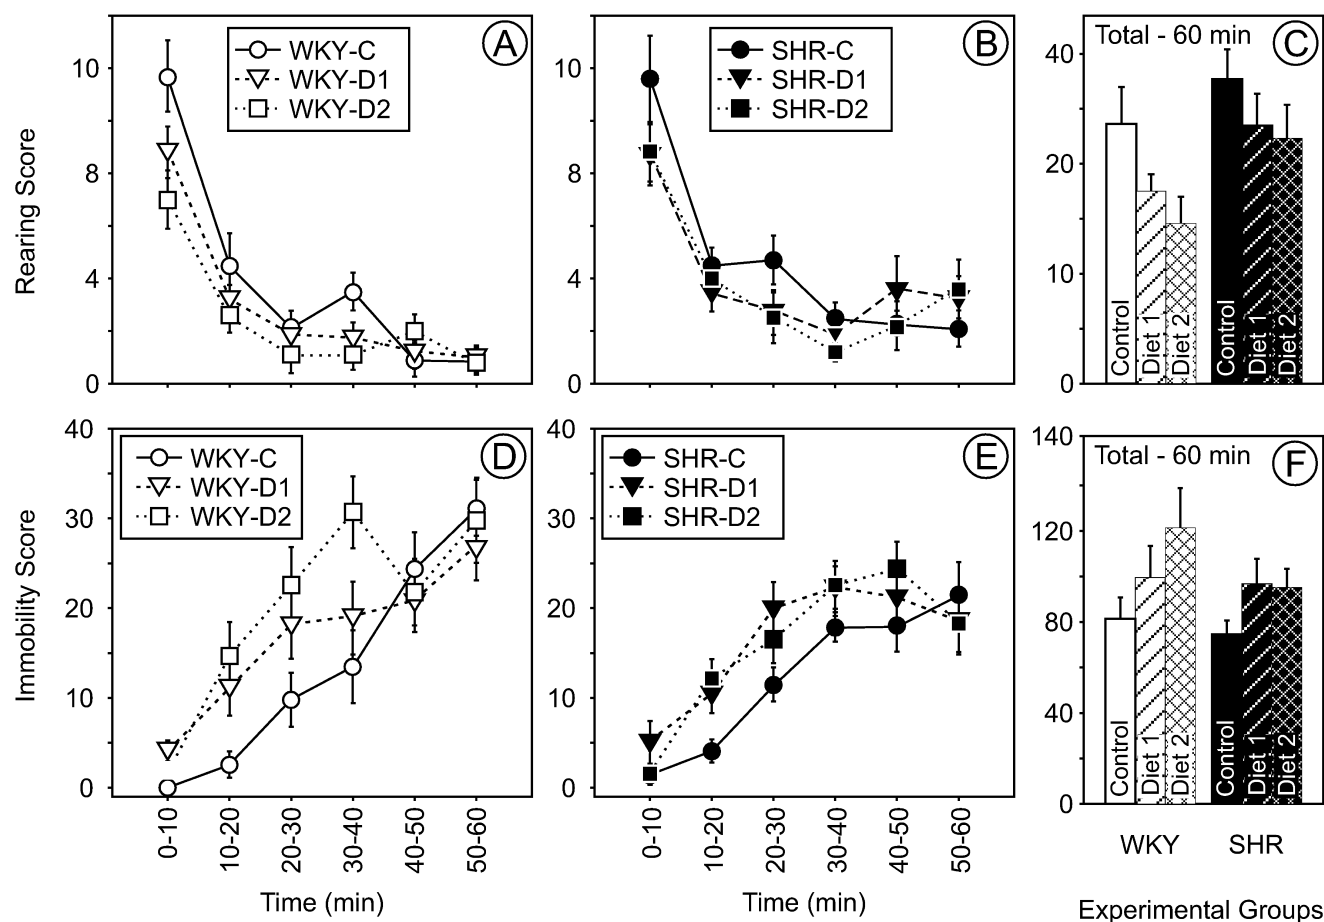 Rearing Score
10
8
4
0
WKY-C
WKY-D1
WKY-D2
A
10
8
4
0
SHR-C
SHR-D1
SHR-D2
B
40
20
10
0
Total - 60 min
C
Control
Diet 1
Diet 2
Control
Diet 1
Diet 2
Immobility Score
40
30
20
10
0
WKY-C
WKY-D1
WKY-D2
D
0-10
10-20
20-30
30-40
40-50
50-60
Time (min)
40
30
20
10
0
SHR-C
SHR-D1
SHR-D2
E
0-10
10-20
20-30
30-40
40-50
50-60
Time (min)
140
120
80
40
0
Total - 60 min
F
Control
Diet 1
Diet 2
Control
Diet 1
Diet 2
WKY
SHR
Experimental Groups